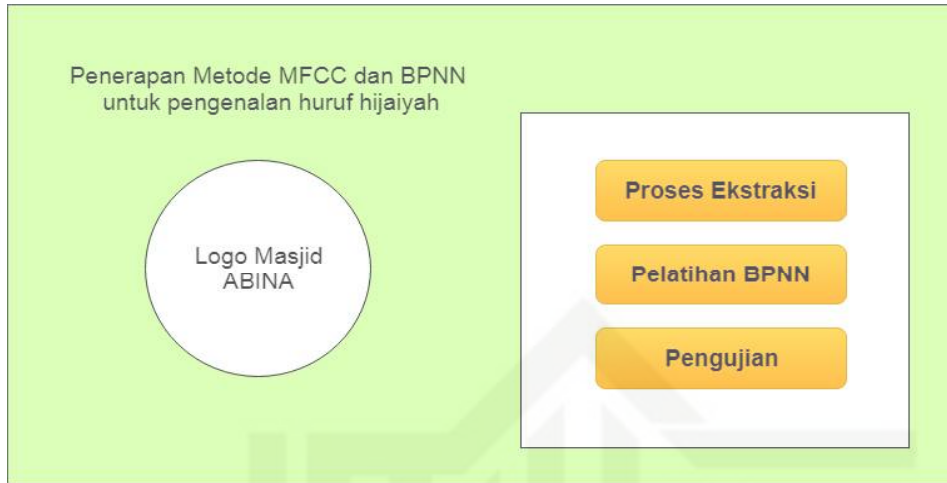 Penerapan Metode MFCC dan BPNN
untuk pengenalan huruf hijaiyah
Logo Masjid
ABINA
Proses Ekstraksi
Pelatihan BPNN
Pengujian